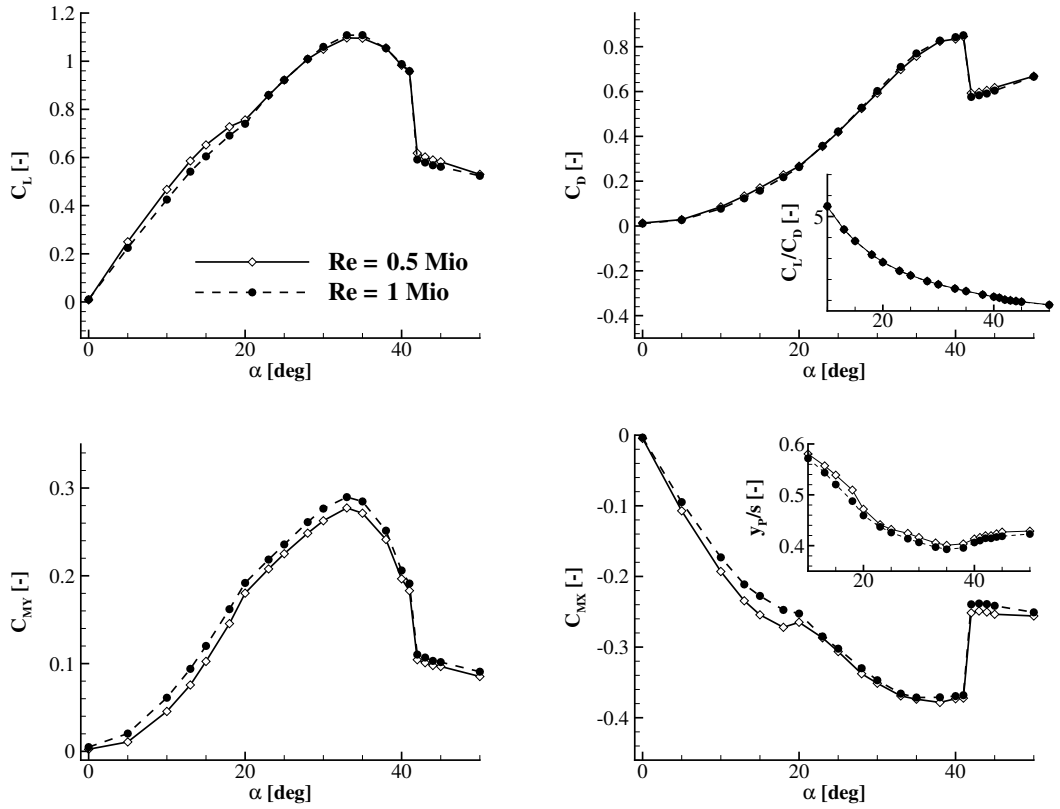 1.2
1
0.8
0.6
0.4
0.2
0
C_L [-]
Re = 0.5 Mio
Re = 1 Mio
0 20 40
α [deg]
0.8
0.6
0.4
0.2
0
-0.2
-0.4
C_D [-]
5
C_L/C_D [-]
20 40
0 20 40
α [deg]
0.3
0.2
0.1
0
C_MY [-]
0 20 40
α [deg]
0
-0.1
-0.2
-0.3
-0.4
C_MX [-]
0.6
0.5
0.4
y_P/s [-]
20 40
0 20 40
α [deg]